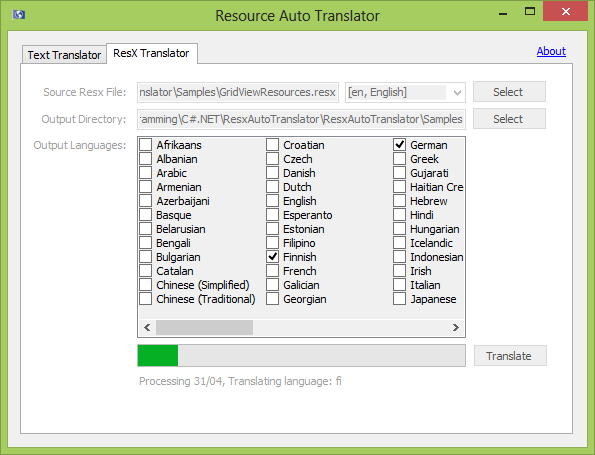 Resource Auto Translator
Text Translator
ResX Translator
About
Source Resx File:
nslator\Samples\GridViewResources.resx
[en, English]
Select
Output Directory:
ramming\C#.NET\ResxAutoTranslator\ResxAutoTranslator\Samples
Select
Output Languages:
Afrikaans
Albanian
Arabic
Armenian
Azerbaijani
Basque
Belarusian
Bengali
Bulgarian
Catalan
Chinese (Simplified)
Chinese (Traditional)
Croatian
Czech
Danish
Dutch
English
Esperanto
Estonian
Filipino
Finnish
French
Galician
Georgian
German
Greek
Gujarati
Haitian Cre
Hebrew
Hindi
Hungarian
Icelandic
Indonesian
Irish
Italian
Japanese
Translate
Processing 31/04, Translating language: fi